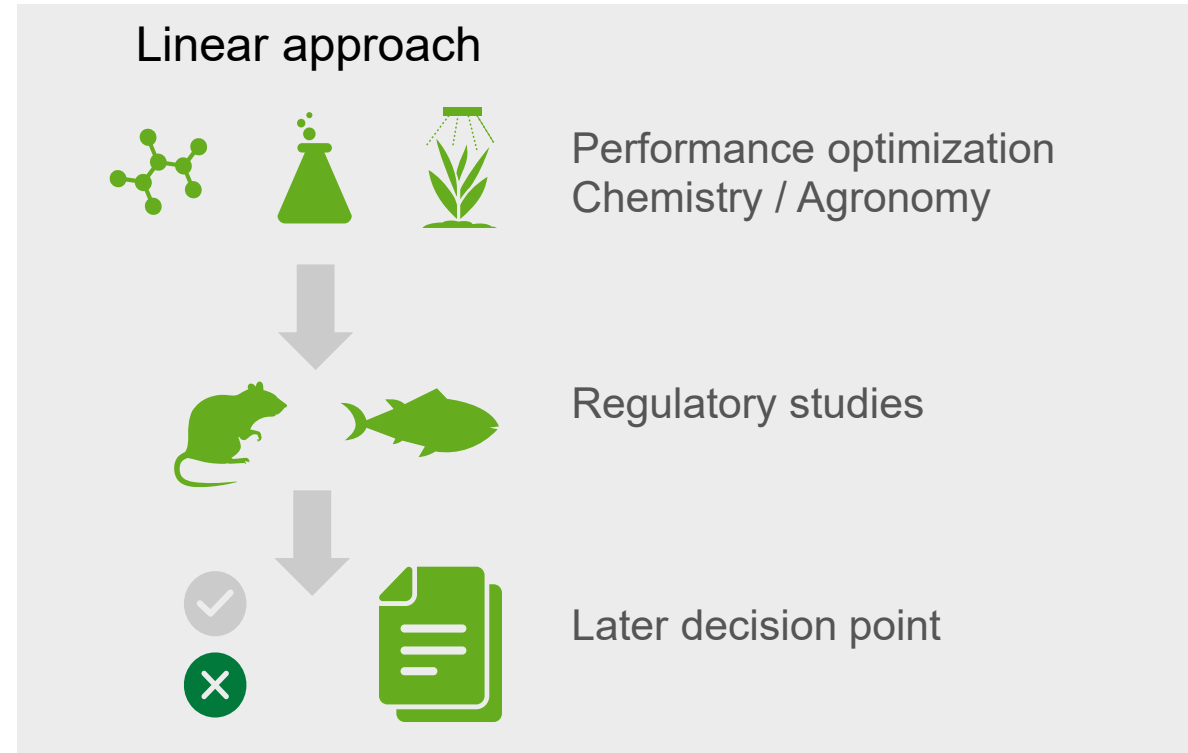 Linear approach
Performance optimization
Chemistry / Agronomy
Regulatory studies
Later decision point